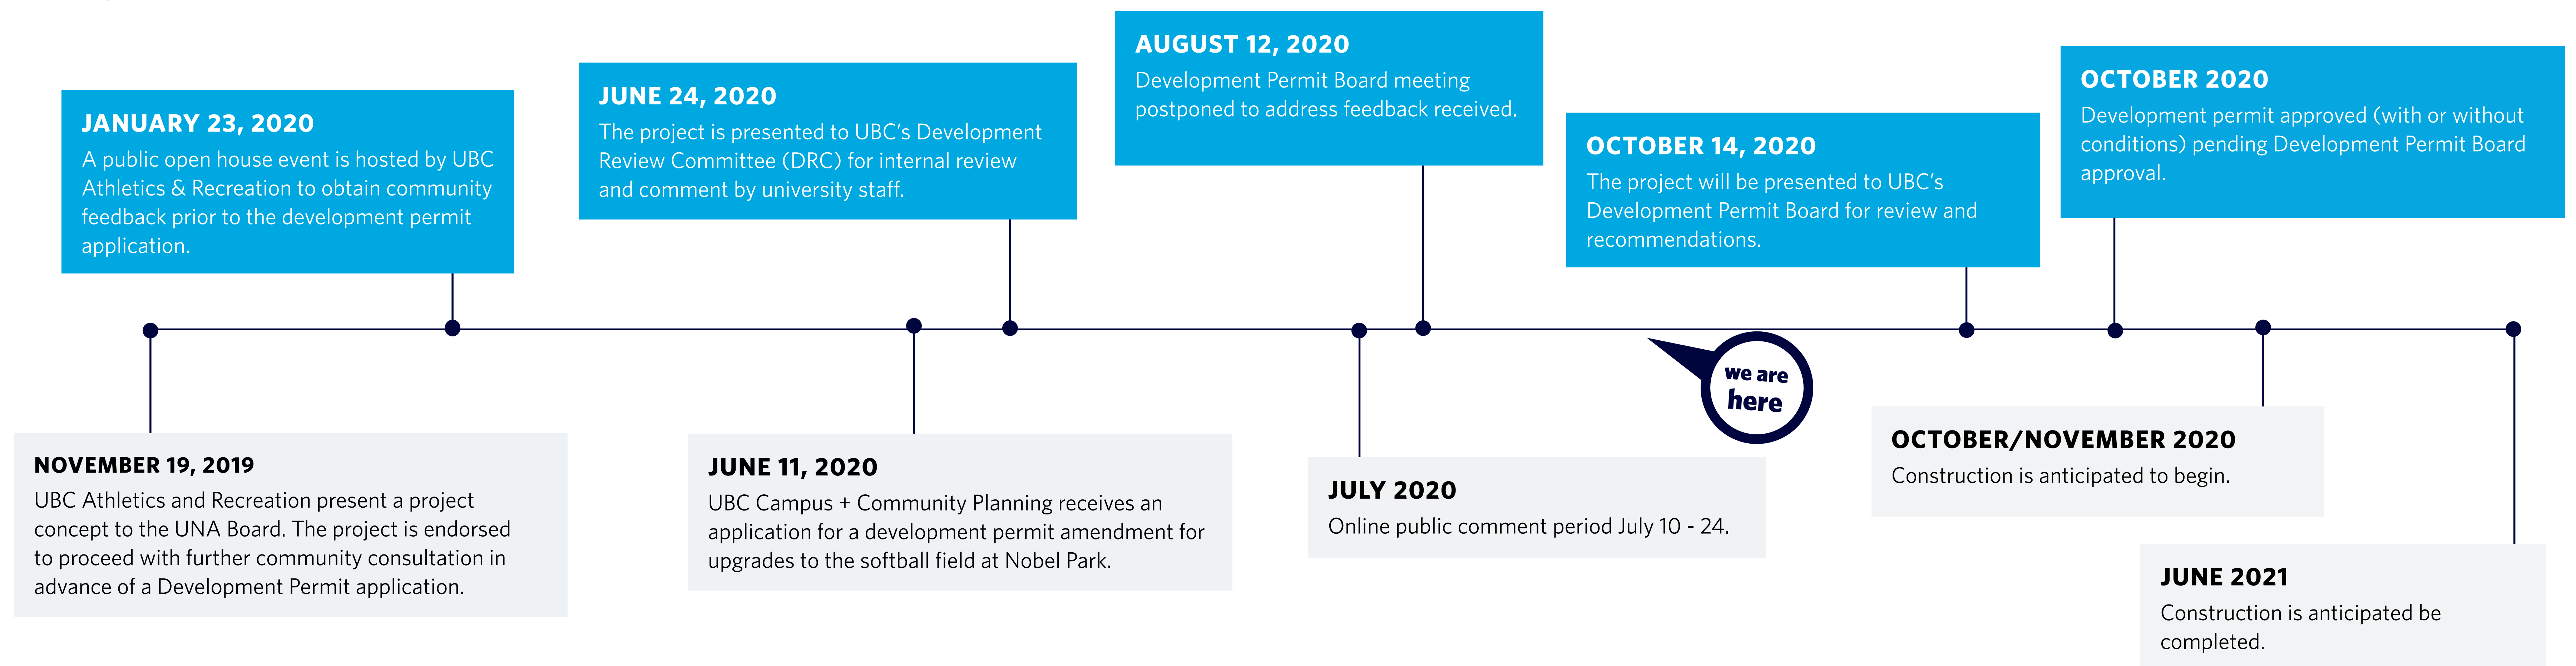 NOVEMBER 19, 2019
UBC Athletics and Recreation present a project
concept to the UNA Board. The project is endorsed
to proceed with further community consultation in
advance of a Development Permit application.
JANUARY 23, 2020
A public open house event is hosted by UBC
Athletics & Recreation to obtain community
feedback prior to the development permit
application.
JUNE 11, 2020
UBC Campus + Community Planning receives an
application for a development permit amendment for
upgrades to the softball field at Nobel Park.
JUNE 24, 2020
The project is presented to UBC's Development
Review Committee (DRC) for internal review
and comment by university staff.
JULY 2020
Online public comment period July 10 - 24.
AUGUST 12, 2020
Development Permit Board meeting
postponed to address feedback received.
we are
here
OCTOBER 14, 2020
The project will be presented to UBC's
Development Permit Board for review and
recommendations.
OCTOBER 2020
Development permit approved (with or without
conditions) pending Development Permit Board
approval.
OCTOBER/NOVEMBER 2020
Construction is anticipated to begin.
JUNE 2021
Construction is anticipated be
completed.